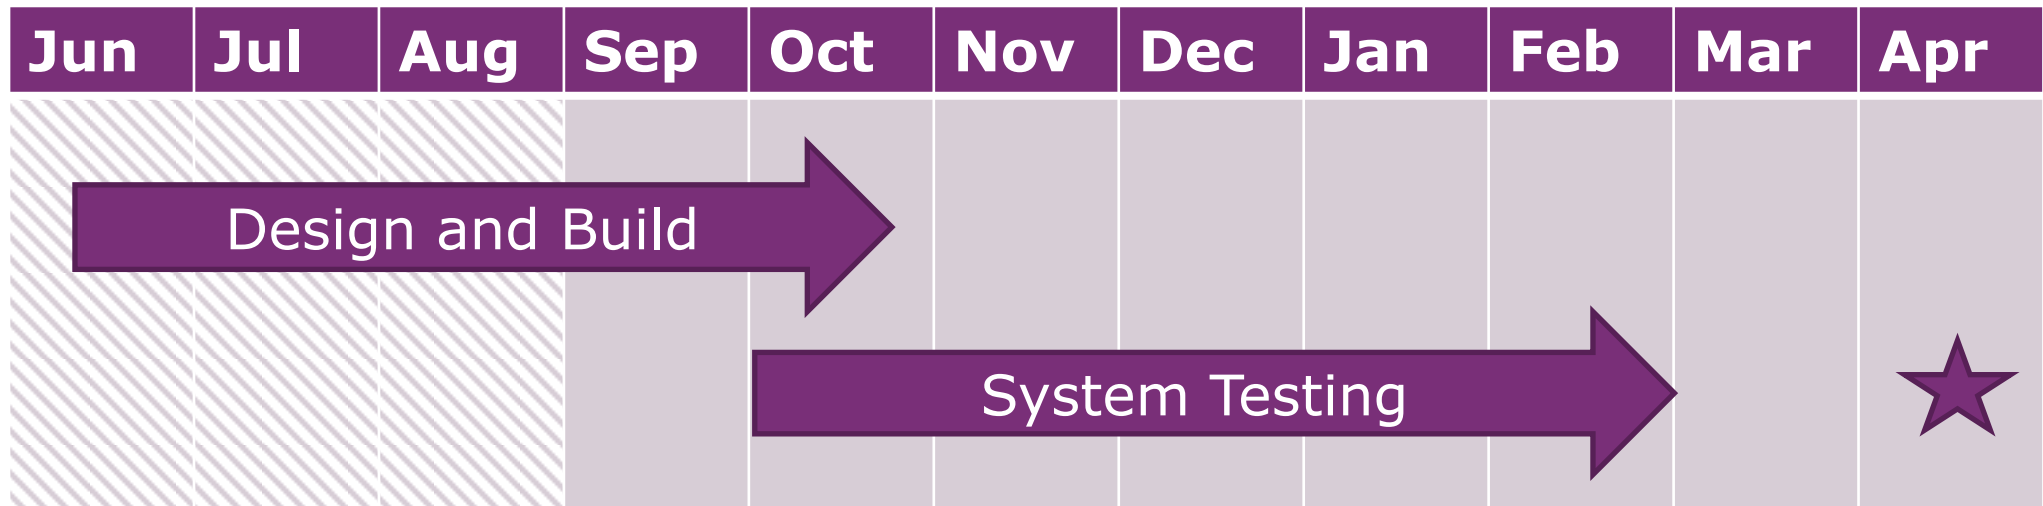 Jun Jul Aug Sep Oct Nov Dec Jan Feb Mar Apr
Design and Build
System Testing